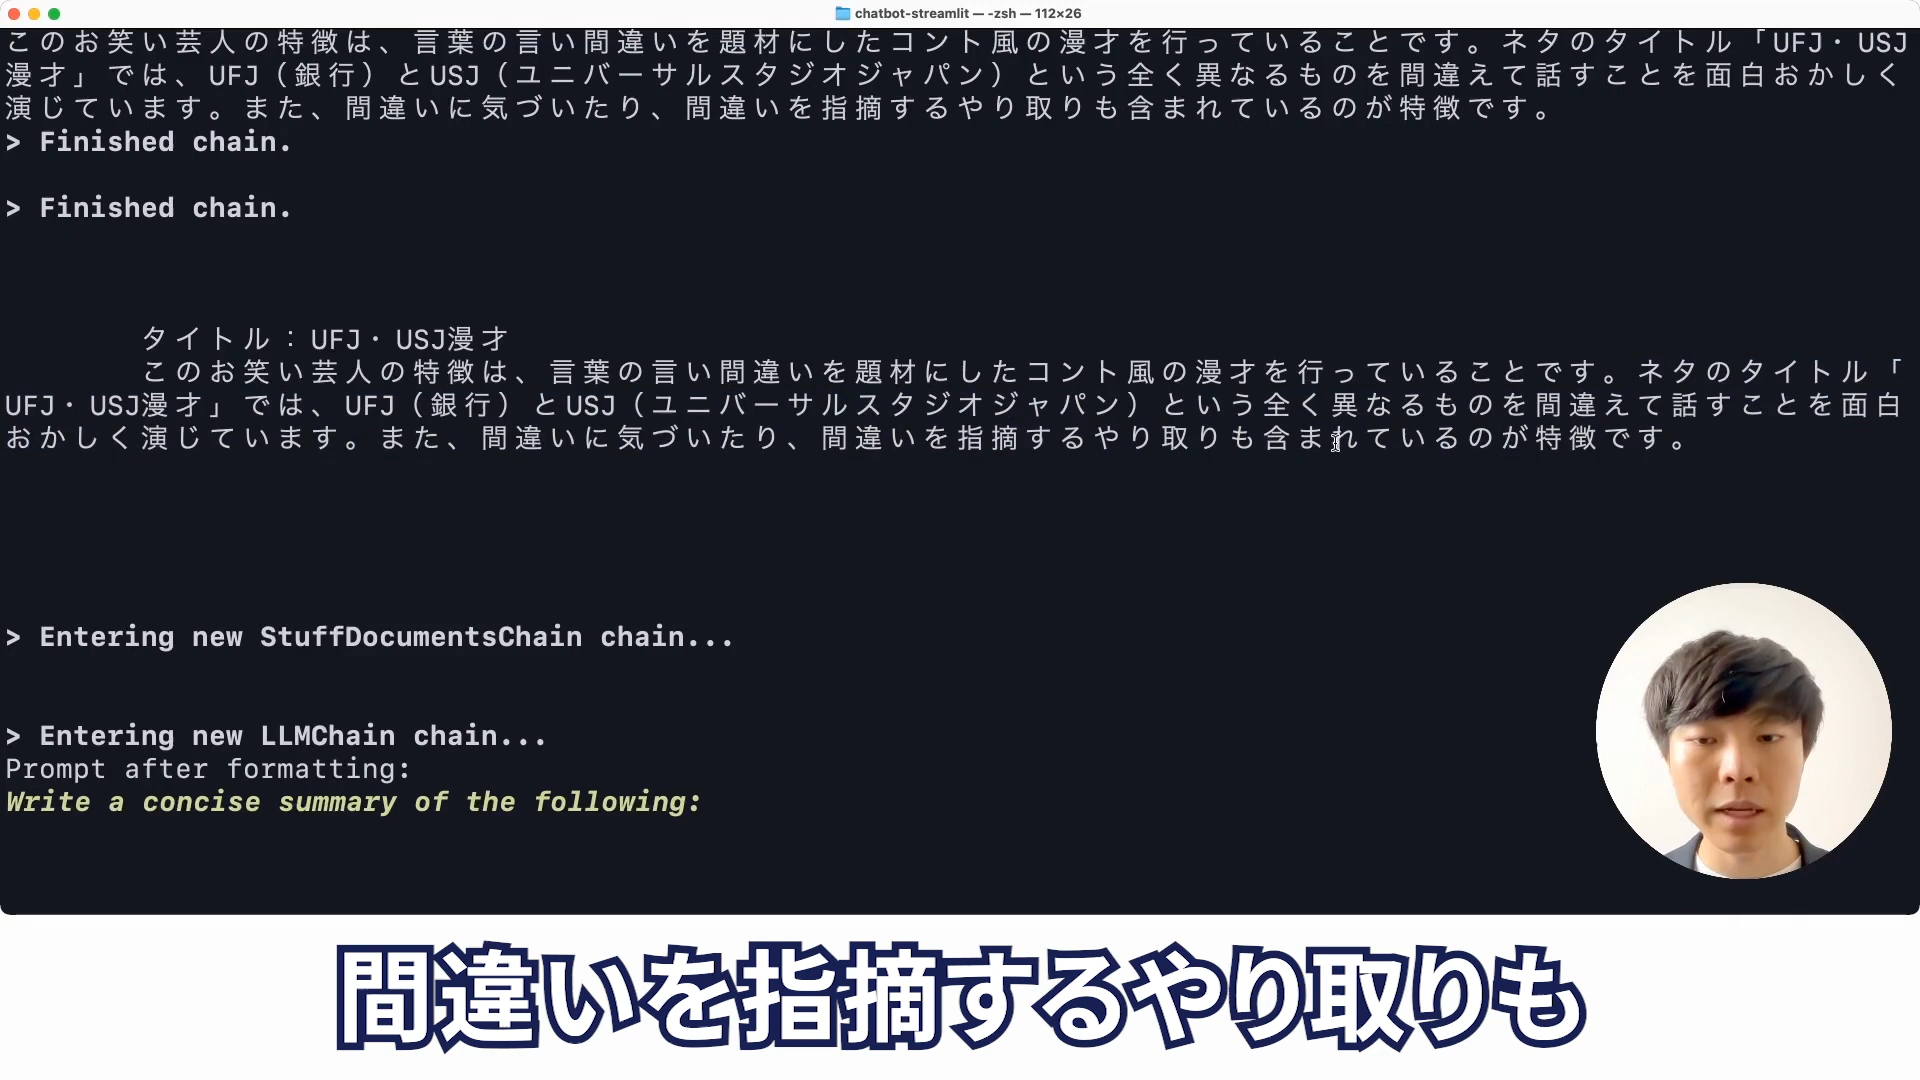 chatbot-streamlit — -zsh — 112×26
このお笑い芸人の特徴は、言葉の言い間違いを題材にしたコント風の漫才を行っていることです。ネタのタイトル「UFJ・USJ
漫才」では、UFJ（銀行）とUSJ（ユニバーサルスタジオジャパン）という全く異なるものを間違えて話すことを面白おかしく
演じています。また、間違いに気づいたり、間違いを指摘するやり取りも含まれているのが特徴です。
> Finished chain.
> Finished chain.
タイトル：UFJ・USJ漫才
このお笑い芸人の特徴は、言葉の言い間違いを題材にしたコント風の漫才を行っていることです。ネタのタイトル「
UFJ・USJ漫才」では、UFJ（銀行）とUSJ（ユニバーサルスタジオジャパン）という全く異なるものを間違えて話すことを面白
おかしく演じています。また、間違いに気づいたり、間違いを指摘するやり取りも含まれているのが特徴です。
> Entering new StuffDocumentsChain chain...
> Entering new LLMChain chain...
Prompt after formatting:
Write a concise summary of the following:
間違いを指摘するやり取りも